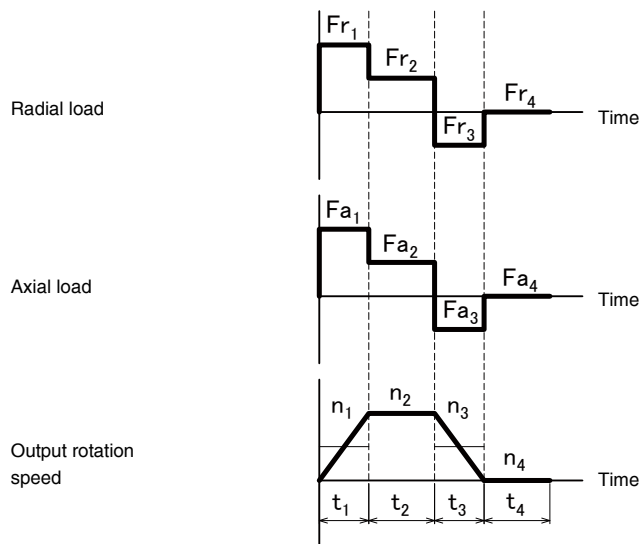 Fr₁
Fr₂
Fr₃
Fr₄
Radial load
Time
Fa₁
Fa₂
Fa₃
Fa₄
Axial load
Time
n₁
n₂
n₃
n₄
Output rotation
speed
Time
t₁
t₂
t₃
t₄